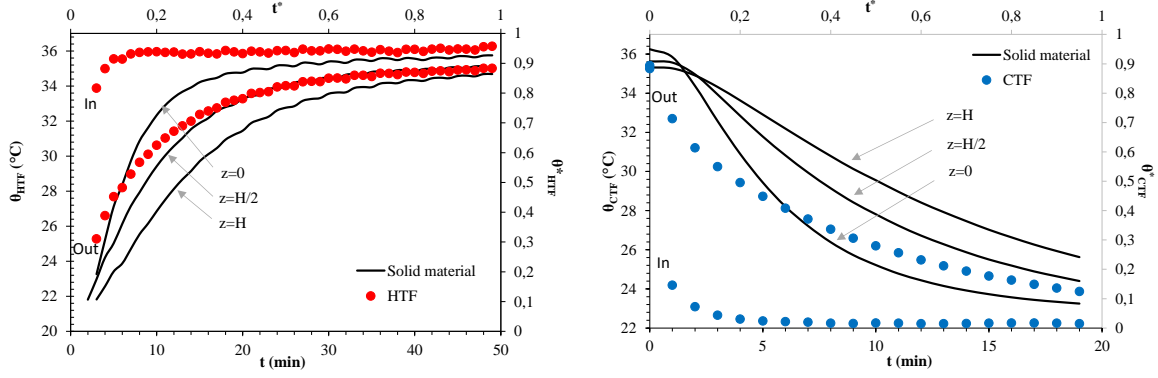 t*
0 0,2 0,4 0,6 0,8 1
36
34
32
30
28
26
24
22
20
θHTF (°C)
In
Out
z=0
z=H/2
z=H
Solid material
HTF
1
0,9
0,8
0,7
0,6
0,5
0,4
0,3
0,2
0,1
0
θ*HTF
0 10 20 30 40 50
t (min)
t*
0 0,2 0,4 0,6 0,8 1
36
34
32
30
28
26
24
22
θCTF (°C)
Out
In
z=H
z=H/2
z=0
Solid material
CTF
1
0,9
0,8
0,7
0,6
0,5
0,4
0,3
0,2
0,1
0
θ*CTF
0 5 10 15 20
t (min)